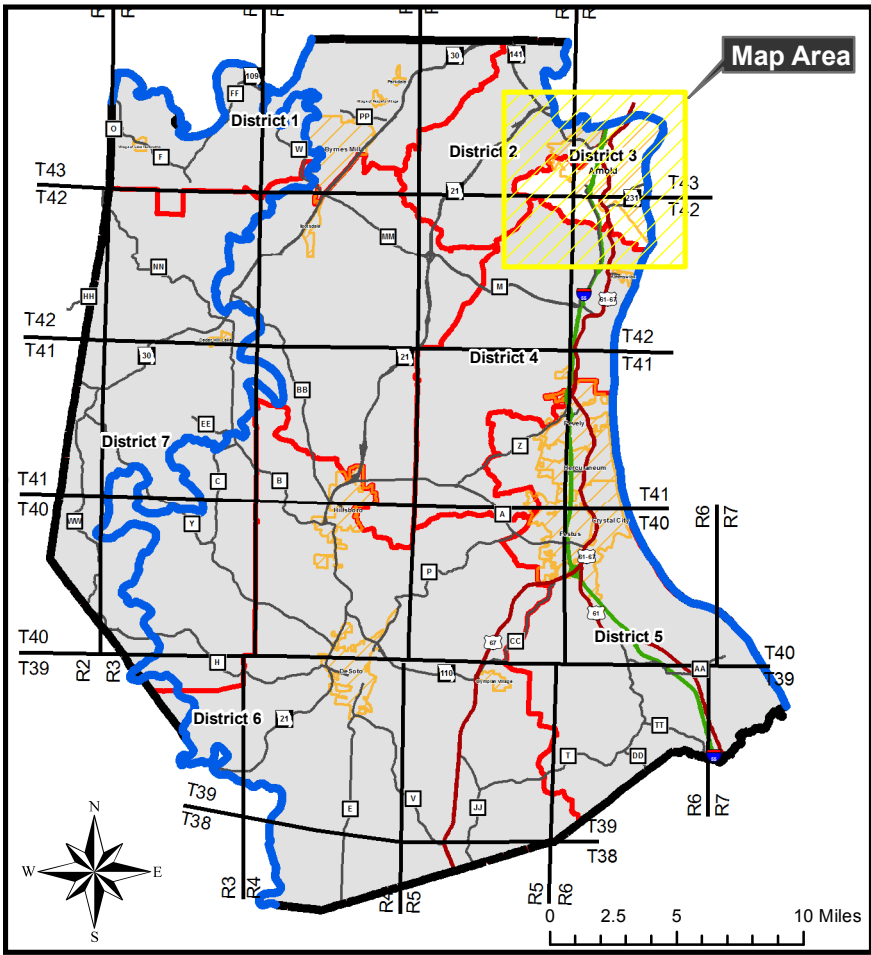 Map Area
30
141
109
FF
District 1
PP
O
Byrnes Mill
W
F
District 2
District 3
Arnold
T43
T42
T43
T42
21
231
MM
NN
M
HH
55
61-67
T42
T41
30
21
District 4
T42
T41
BB
Pevely
EE
District 7
Z
Herculaneum
C
B
T41
T40
Hillsboro
A
T41
T40
WW
Y
Crystal City
Festus
R6
R7
61-67
P
61
District 5
67
CC
T40
T39
R2
R3
H
De Soto
110
Olympian Village
AA
T40
T39
District 6
21
TT
T
DD
55
T39
T38
E
V
JJ
R6
R7
T39
T38
R3
R4
R4
R5
R5
R6
N
W
E
S
0
2.5
5
10 Miles